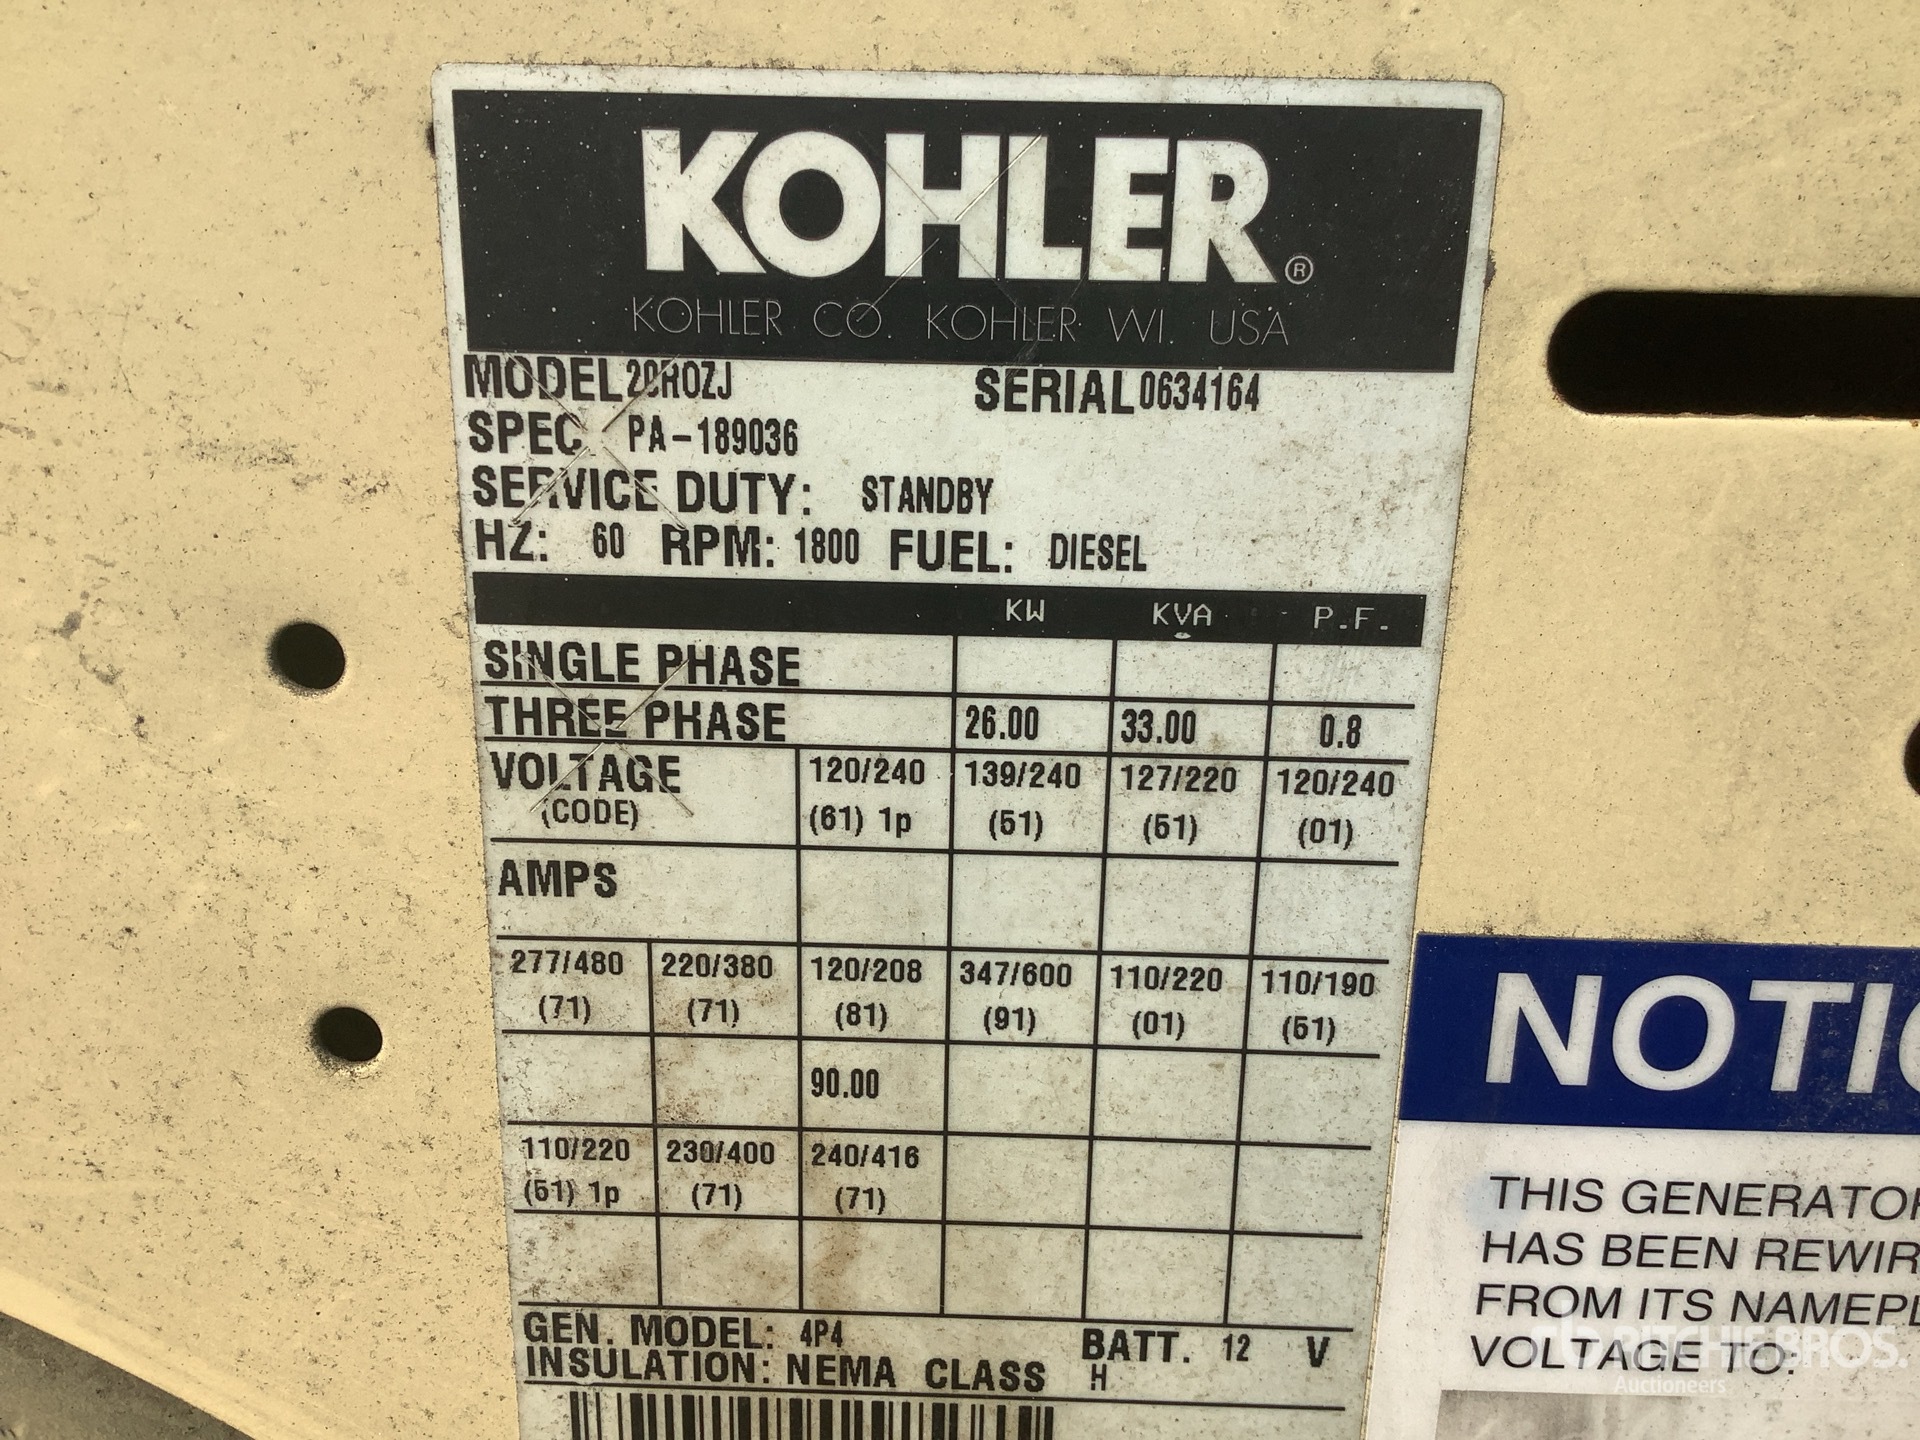 KOHLER®
KOHLER CO. KOHLER WI. USA
MODEL 20ROZJ SERIAL 0634164
SPEC PA-189036
SERVICE DUTY: STANDBY
HZ: 60 RPM: 1800 FUEL: DIESEL
KW KVA P.F.
SINGLE PHASE
THREE PHASE 26.00 33.00 0.8
VOLTAGE 120/240 139/240 127/220 120/240
(CODE) (61) 1p (51) (51) (01)
AMPS
277/480 220/380 120/208 347/600 110/220 110/190
(71) (71) (81) (91) (01) (51)
90.00
110/220 230/400 240/416
(51) 1p (71) (71)
GEN. MODEL: 4P4 BATT. 12 V
INSULATION: NEMA CLASS H
NOTI
THIS GENERATOR
HAS BEEN REWIR
FROM ITS NAMEPL
VOLTAGE TO:
RITCHIE BROS.
Auctioneers